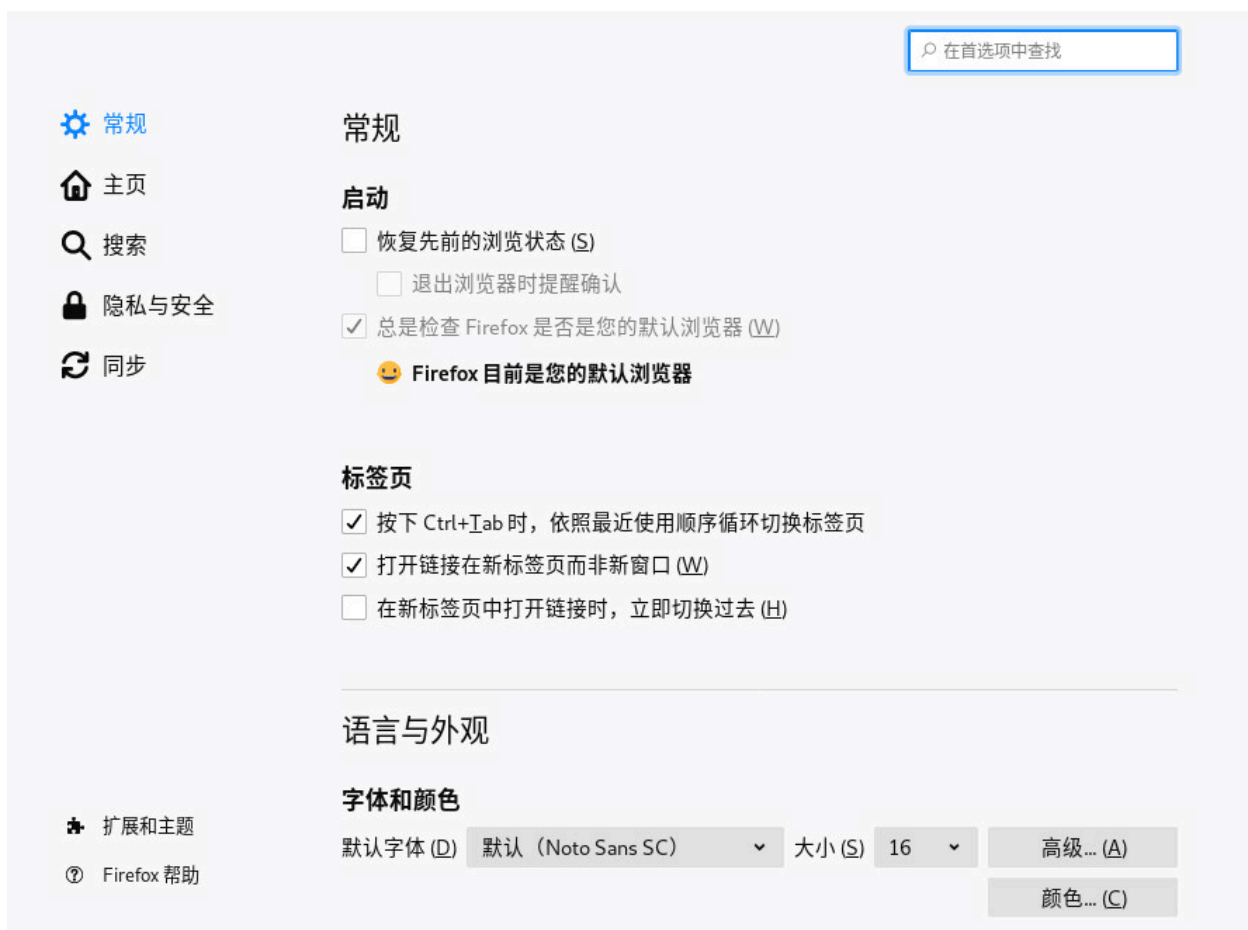 在首选项中查找
常规
主页
搜索
隐私与安全
同步
扩展和主题
Firefox 帮助
常规
启动
恢复先前的浏览状态 (S)
退出浏览器时提醒确认
总是检查 Firefox 是否是您的默认浏览器 (W)
Firefox 目前是您的默认浏览器
标签页
按下 Ctrl+Tab 时，依照最近使用顺序循环切换标签页
打开链接在新标签页而非新窗口 (W)
在新标签页中打开链接时，立即切换过去 (H)
语言与外观
字体和颜色
默认字体 (D) 默认（Noto Sans SC） 大小 (S) 16 高级... (A)
颜色... (C)